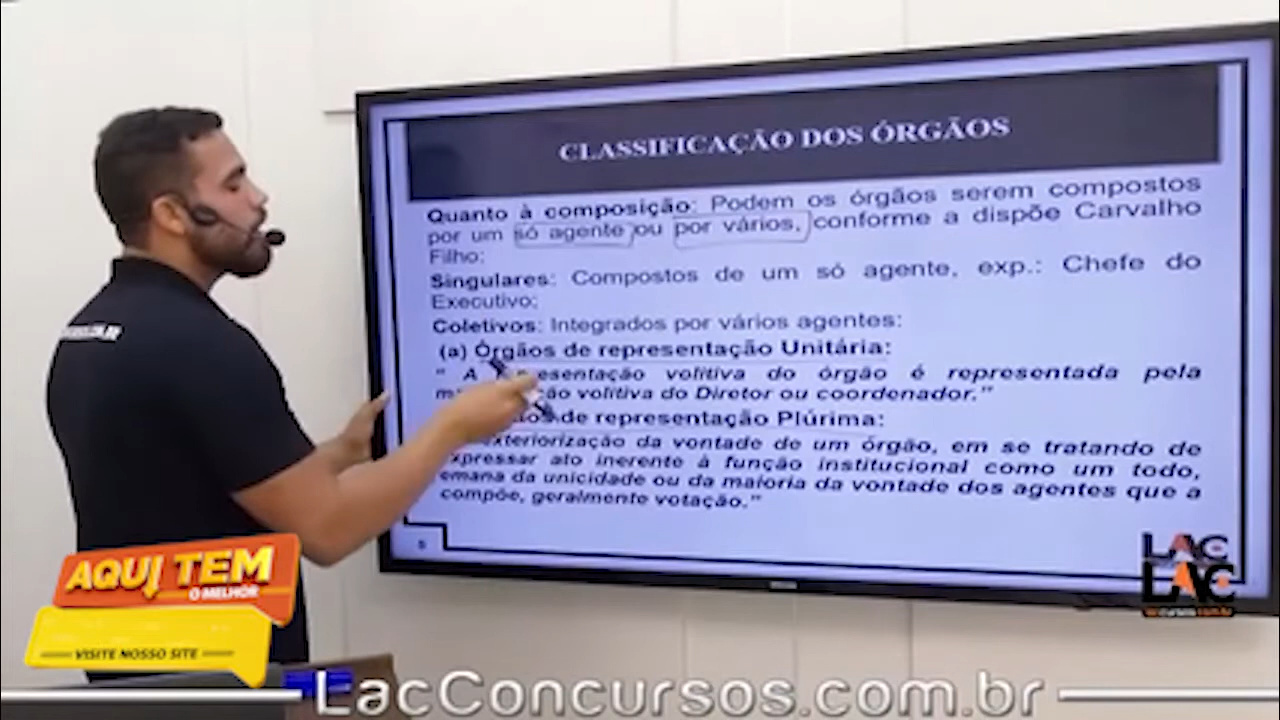 CLASSIFICAÇÃO DOS ÓRGÃOS
Quanto à composição: Podem os órgãos serem compostos
por um só agente ou por vários, conforme a dispõe Carvalho
Filho:
Singulares: Compostos de um só agente, exp.: Chefe do
Executivo;
Coletivos: Integrados por vários agentes:
(a) Órgãos de representação Unitária:
" A volitiva do órgão é representada pela
volitiva do Diretor ou coordenador."
de representação Plúrima:
exteriorização da vontade de um órgão, em se tratando de
expressar ato inerente à função institucional como um todo,
emana da unicidade ou da maioria da vontade dos agentes que a
compõe, geralmente votação."
LAC
LAC
AQUI TEM
O MELHOR
VISITE NOSSO SITE
LacConcursos.com.br